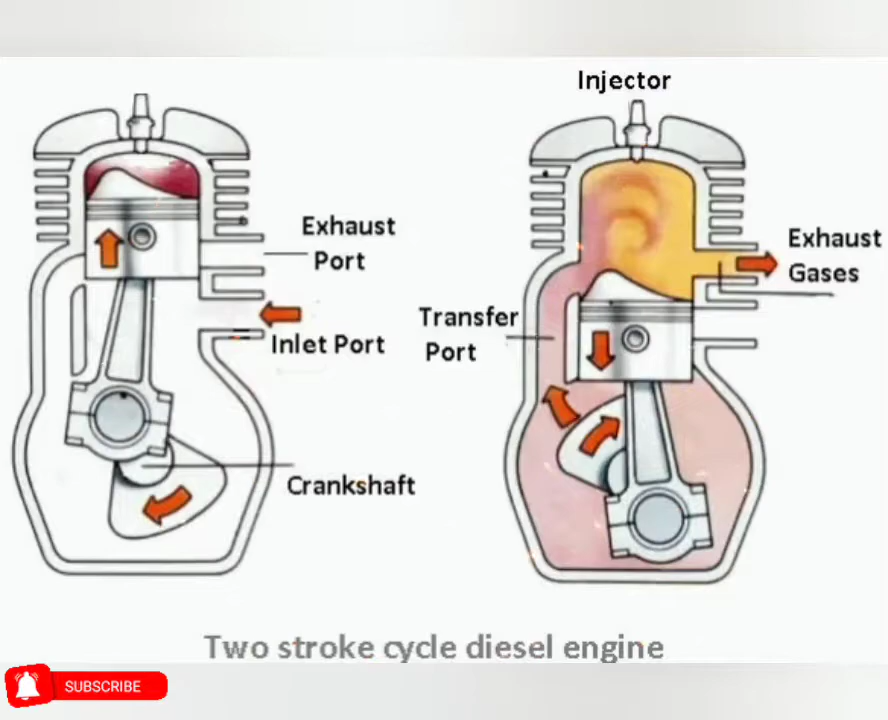 Injector
Exhaust
Port
Inlet Port
Crankshaft
Transfer
Port
Exhaust
Gases
Two stroke cycle diesel engine
SUBSCRIBE